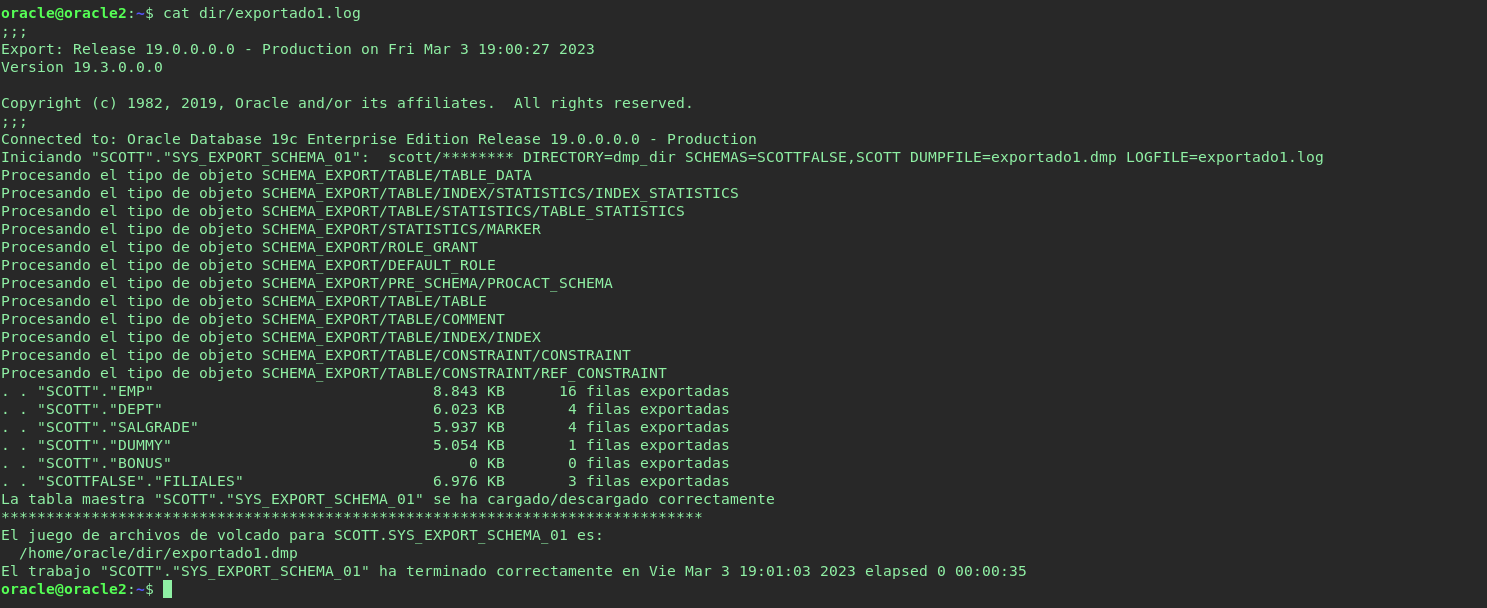 oracle@oracle2:~$ cat dir/exportado1.log
;;;
Export: Release 19.0.0.0.0 - Production on Fri Mar 3 19:00:27 2023
Version 19.3.0.0.0
Copyright (c) 1982, 2019, Oracle and/or its affiliates.  All rights reserved.
;;;
Connected to: Oracle Database 19c Enterprise Edition Release 19.0.0.0.0 - Production
Iniciando "SCOTT"."SYS_EXPORT_SCHEMA_01":  scott/******** DIRECTORY=dmp_dir SCHEMAS=SCOTTFALSE,SCOTT DUMPFILE=exportado1.dmp LOGFILE=exportado1.log
Procesando el tipo de objeto SCHEMA_EXPORT/TABLE/TABLE_DATA
Procesando el tipo de objeto SCHEMA_EXPORT/TABLE/INDEX/STATISTICS/INDEX_STATISTICS
Procesando el tipo de objeto SCHEMA_EXPORT/TABLE/STATISTICS/TABLE_STATISTICS
Procesando el tipo de objeto SCHEMA_EXPORT/STATISTICS/MARKER
Procesando el tipo de objeto SCHEMA_EXPORT/ROLE_GRANT
Procesando el tipo de objeto SCHEMA_EXPORT/DEFAULT_ROLE
Procesando el tipo de objeto SCHEMA_EXPORT/PRE_SCHEMA/PROCACT_SCHEMA
Procesando el tipo de objeto SCHEMA_EXPORT/TABLE/TABLE
Procesando el tipo de objeto SCHEMA_EXPORT/TABLE/COMMENT
Procesando el tipo de objeto SCHEMA_EXPORT/TABLE/INDEX/INDEX
Procesando el tipo de objeto SCHEMA_EXPORT/TABLE/CONSTRAINT/CONSTRAINT
Procesando el tipo de objeto SCHEMA_EXPORT/TABLE/CONSTRAINT/REF_CONSTRAINT
. . "SCOTT"."EMP"                               8.843 KB      16 filas exportadas
. . "SCOTT"."DEPT"                              6.023 KB       4 filas exportadas
. . "SCOTT"."SALGRADE"                          5.937 KB       4 filas exportadas
. . "SCOTT"."DUMMY"                             5.054 KB       1 filas exportadas
. . "SCOTT"."BONUS"                                 0 KB       0 filas exportadas
. . "SCOTTFALSE"."FILIALES"                     6.976 KB       3 filas exportadas
La tabla maestra "SCOTT"."SYS_EXPORT_SCHEMA_01" se ha cargado/descargado correctamente
******************************************************************************
El juego de archivos de volcado para SCOTT.SYS_EXPORT_SCHEMA_01 es:
  /home/oracle/dir/exportado1.dmp
El trabajo "SCOTT"."SYS_EXPORT_SCHEMA_01" ha terminado correctamente en Vie Mar 3 19:01:03 2023 elapsed 0 00:00:35
oracle@oracle2:~$